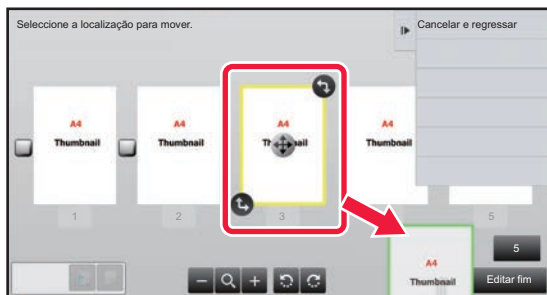 Seleccione a localização para mover.
Cancelar e regressar
A4
Thumbnail
A4
Thumbnail
A4
Thumbnail
A4
Thumbnail
1
2
3
5
5
A4
Thumbnail
Editar fim